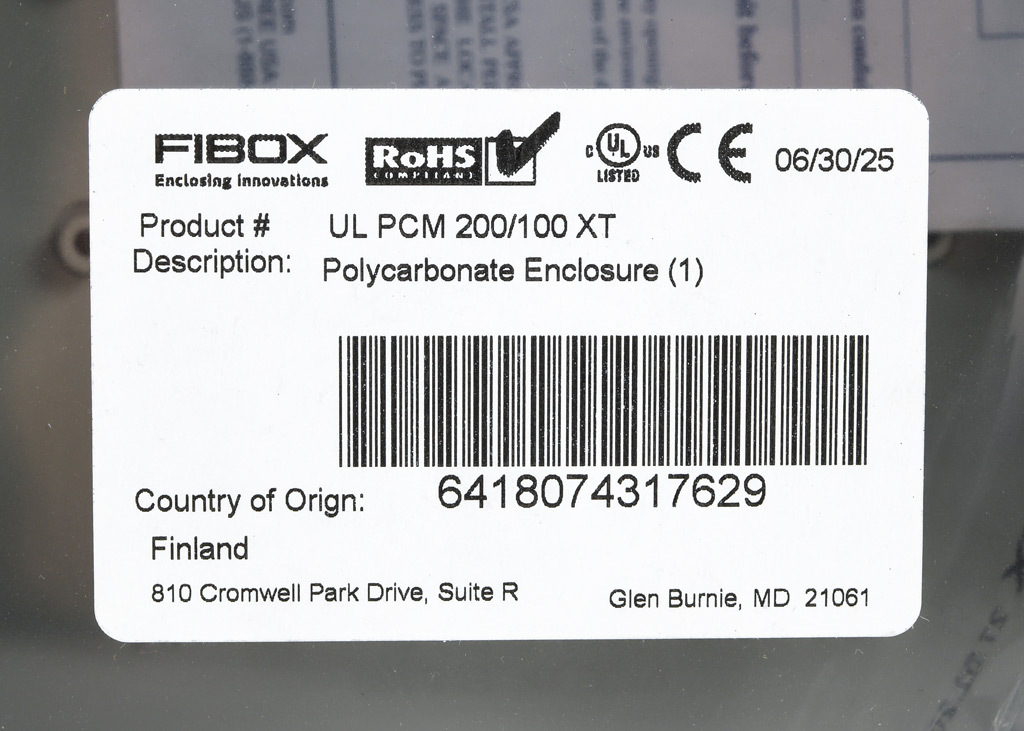 FIBOX
Enclosing Innovations
RoHS
COMPLIANT
c UL US
LISTED
CE
06/30/25
Product # UL PCM 200/100 XT
Description: Polycarbonate Enclosure (1)
6418074317629
Country of Orign:
Finland
810 Cromwell Park Drive, Suite R Glen Burnie, MD 21061